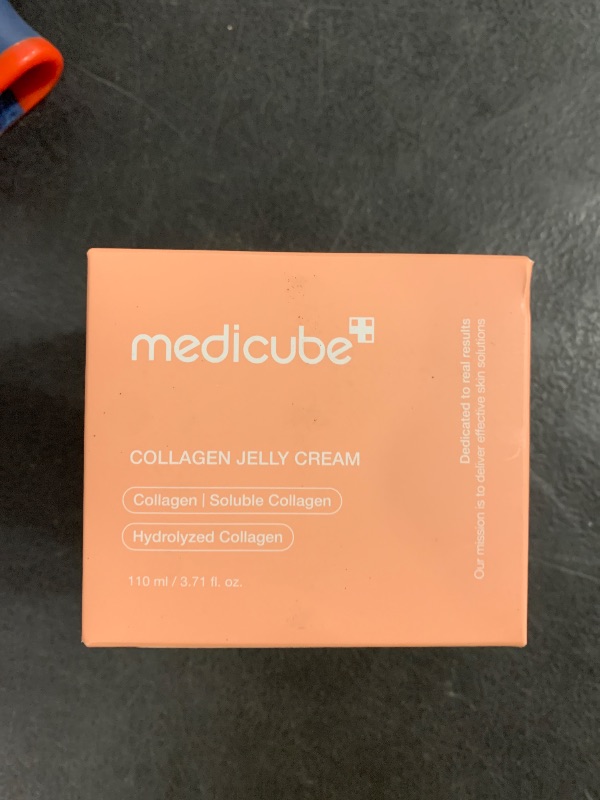 medicube
COLLAGEN JELLY CREAM
Collagen | Soluble Collagen
Hydrolyzed Collagen
110 ml / 3.71 fl. oz.
Dedicated to real results
Our mission is to deliver effective skin solutions